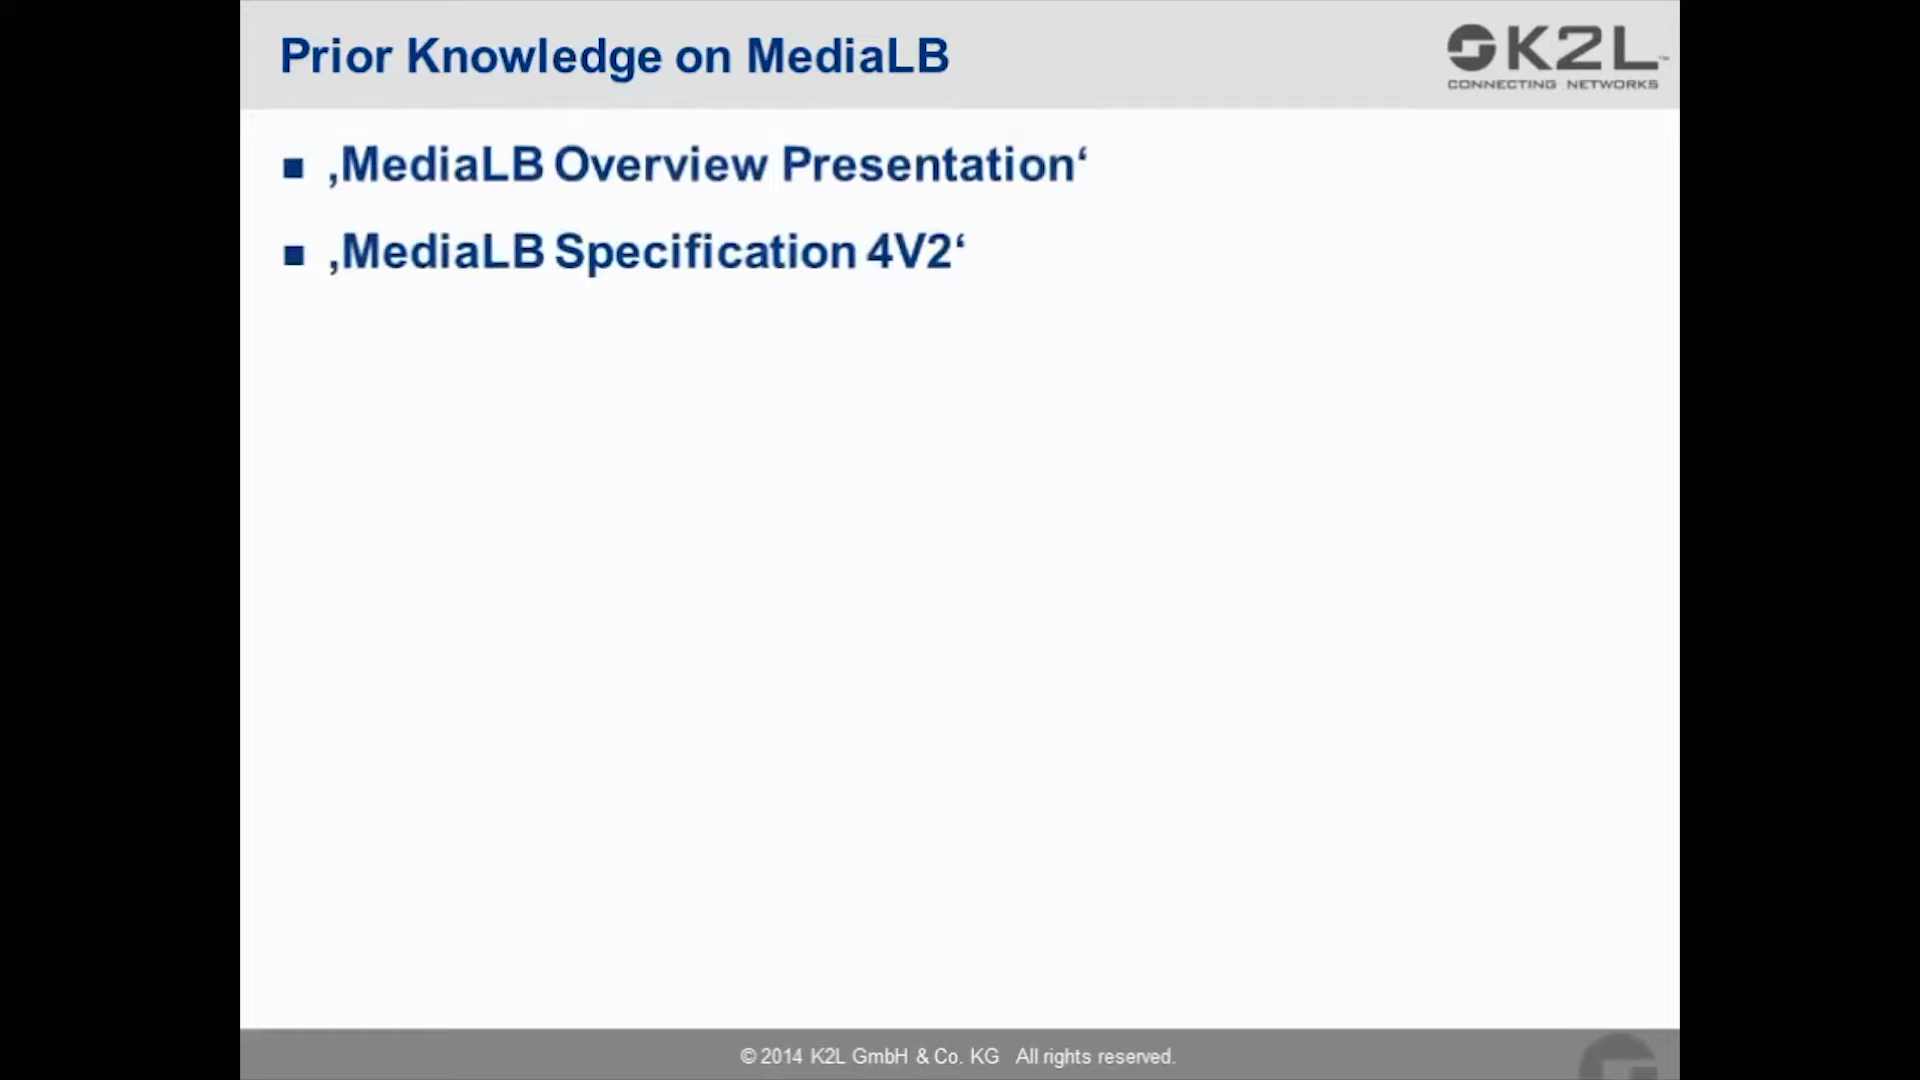 Prior Knowledge on MediaLB
K2L™
CONNECTING NETWORKS
‚MediaLB Overview Presentation‘
‚MediaLB Specification 4V2‘
© 2014 K2L GmbH & Co. KG All rights reserved.